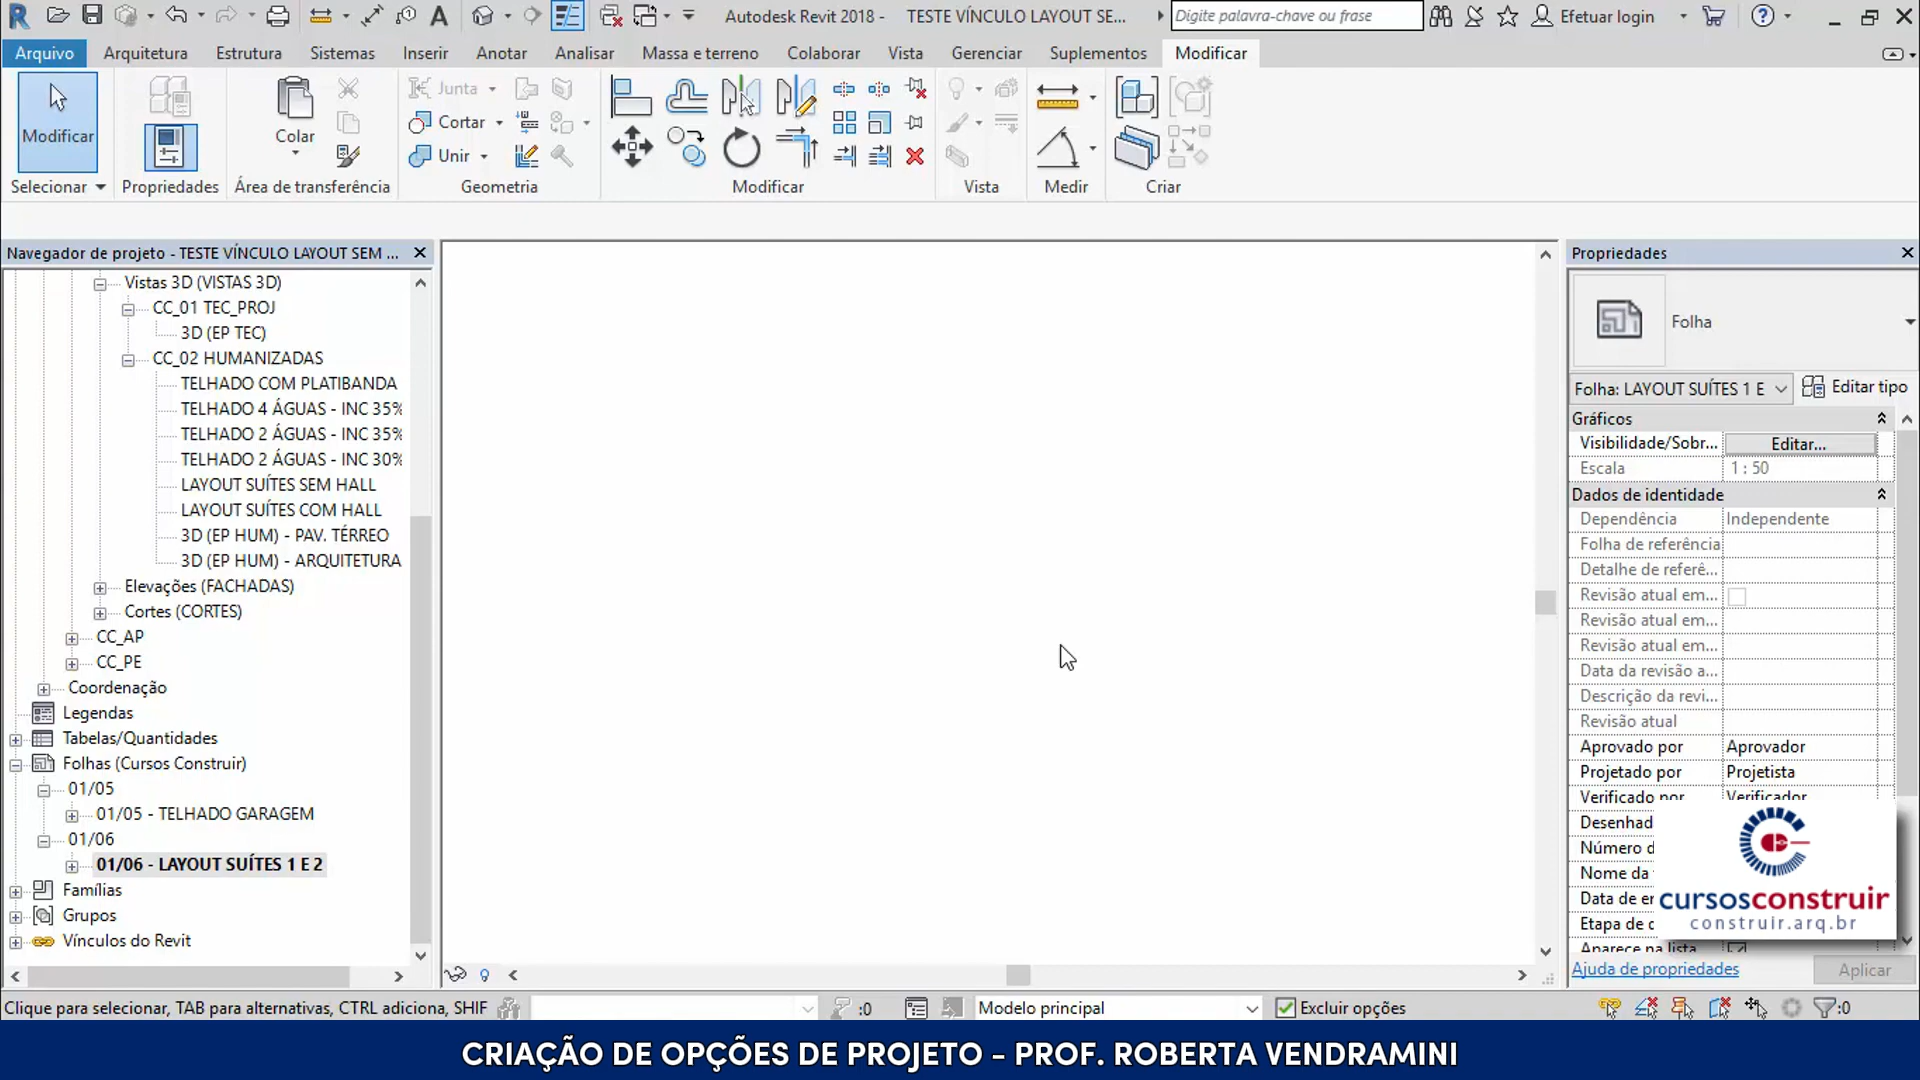 Autodesk Revit 2018 - TESTE VÍNCULO LAYOUT SE... Digite palavra-chave ou frase Efetuar login
Arquivo Arquitetura Estrutura Sistemas Inserir Anotar Analisar Massa e terreno Colaborar Vista Gerenciar Suplementos Modificar
Junta
Cortar
Modificar Colar
Unir
Selecionar Propriedades Área de transferência Geometria Modificar Vista Medir Criar
Navegador de projeto - TESTE VÍNCULO LAYOUT SEM ...
Vistas 3D (VISTAS 3D)
CC_01 TEC_PROJ
3D (EP TEC)
CC_02 HUMANIZADAS
TELHADO COM PLATIBANDA
TELHADO 4 ÁGUAS - INC 35%
TELHADO 2 ÁGUAS - INC 35%
TELHADO 2 ÁGUAS - INC 30%
LAYOUT SUÍTES SEM HALL
LAYOUT SUÍTES COM HALL
3D (EP HUM) - PAV. TÉRREO
3D (EP HUM) - ARQUITETURA
Elevações (FACHADAS)
Cortes (CORTES)
CC_AP
CC_PE
Coordenação
Legendas
Tabelas/Quantidades
Folhas (Cursos Construir)
01/05
01/05 - TELHADO GARAGEM
01/06
01/06 - LAYOUT SUÍTES 1 E 2
Famílias
Grupos
Vínculos do Revit
Propriedades
Folha
Folha: LAYOUT SUÍTES 1 E Editar tipo
Gráficos
Visibilidade/Sobr... Editar...
Escala 1 : 50
Dados de identidade
Dependência Independente
Folha de referência
Detalhe de referê...
Revisão atual em...
Revisão atual em...
Revisão atual em...
Data da revisão a...
Descrição da revi...
Revisão atual
Aprovado por Aprovador
Projetado por Projetista
Verificado por Verificador
Desenhad
Número d
Nome da
Data de e
Etapa de c
Aparece na lista
cursosconstruir
construir.arq.br
Ajuda de propriedades Aplicar
Clique para selecionar, TAB para alternativas, CTRL adiciona, SHIF :0 Modelo principal Excluir opções :0
CRIAÇÃO DE OPÇÕES DE PROJETO - PROF. ROBERTA VENDRAMINI